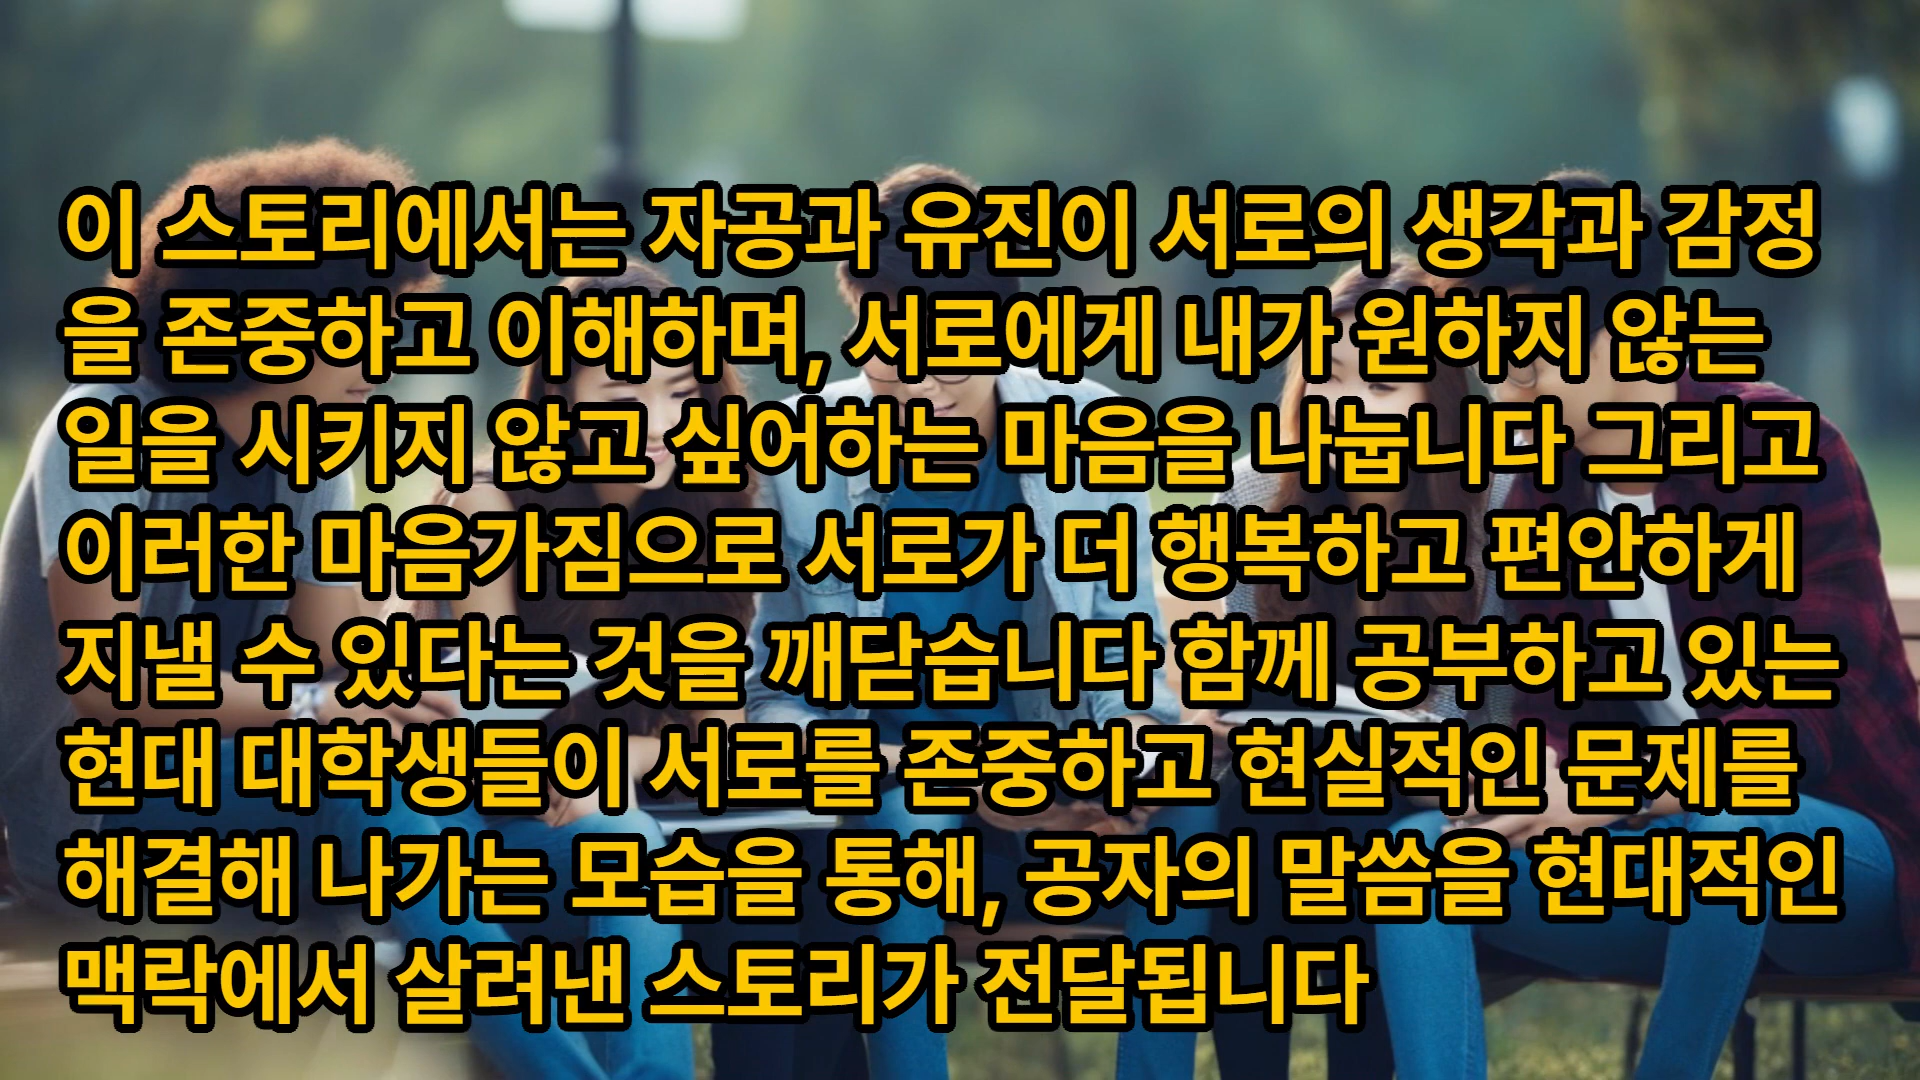 이 스토리에서는 자공과 유진이 서로의 생각과 감정
을 존중하고 이해하며, 서로에게 내가 원하지 않는
일을 시키지 않고 싶어하는 마음을 나눕니다 그리고
이러한 마음가짐으로 서로가 더 행복하고 편안하게
지낼 수 있다는 것을 깨닫습니다 함께 공부하고 있는
현대 대학생들이 서로를 존중하고 현실적인 문제를
해결해 나가는 모습을 통해, 공자의 말씀을 현대적인
맥락에서 살려낸 스토리가 전달됩니다